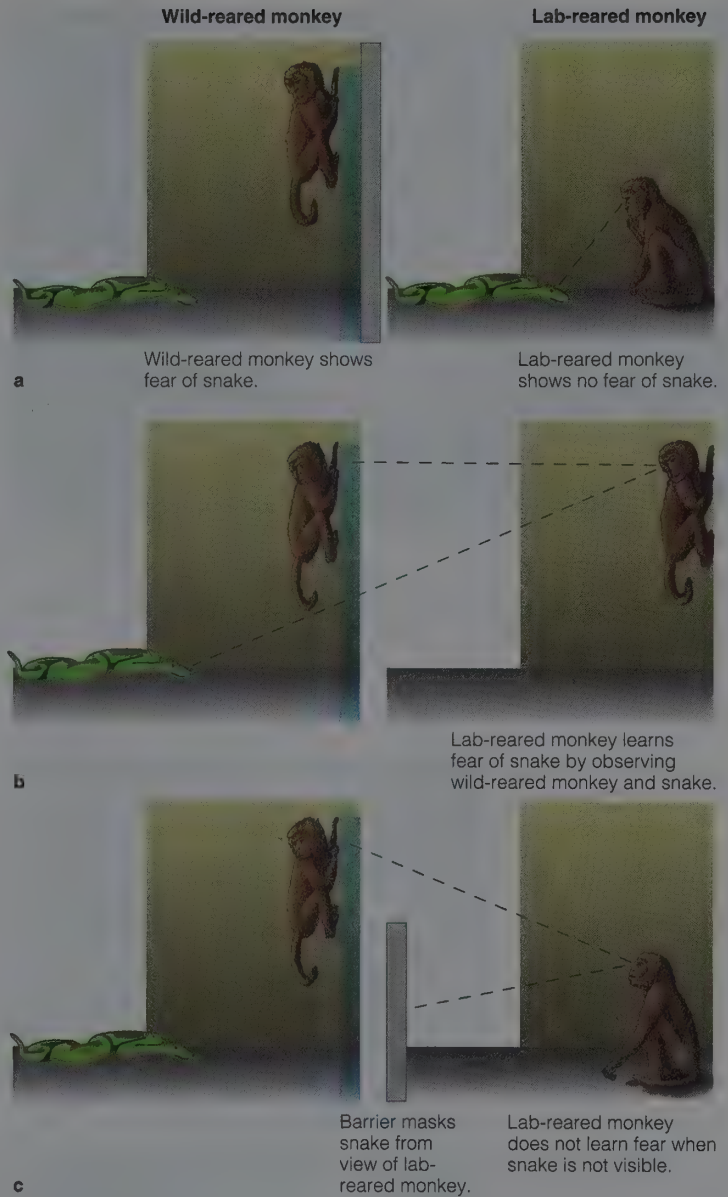 Wild-reared monkey
Lab-reared monkey
Wild-reared monkey shows
fear of snake.
Lab-reared monkey
shows no fear of snake.
a
Lab-reared monkey learns
fear of snake by observing
wild-reared monkey and snake.
b
Barrier masks
snake from
view of lab-
reared monkey.
Lab-reared monkey
does not learn fear when
snake is not visible.
c